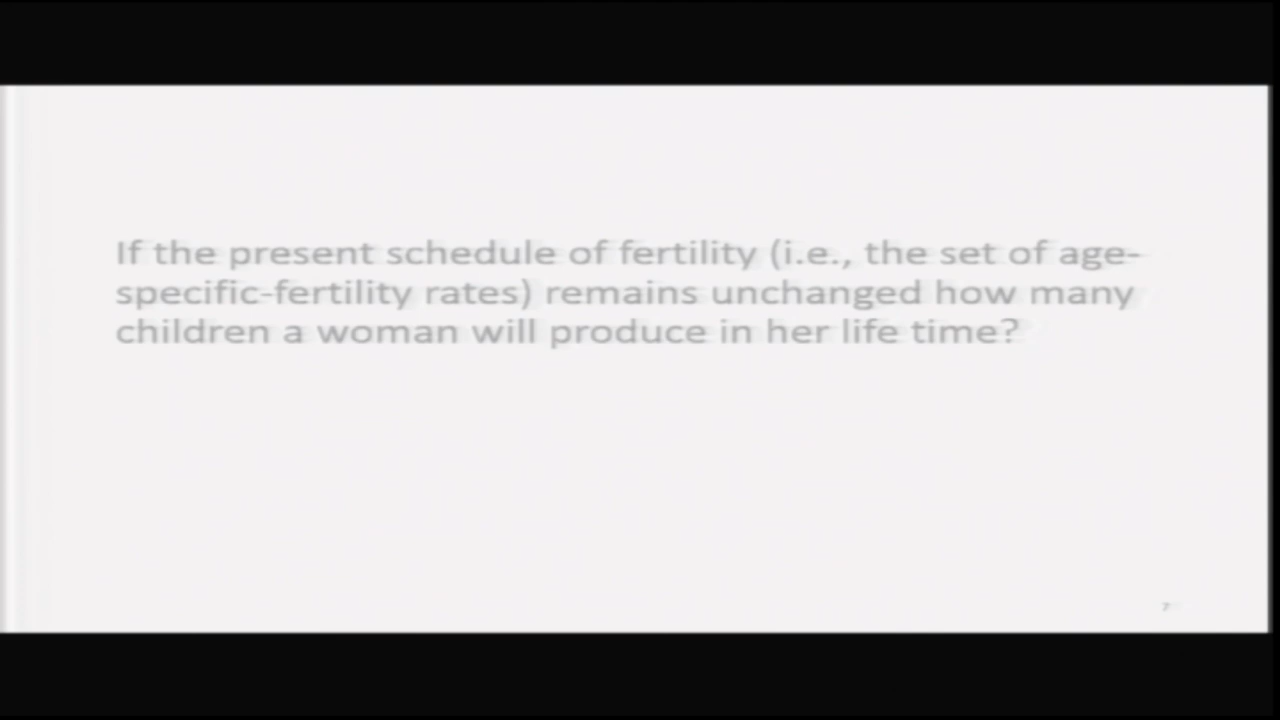 If the present schedule of fertility (i.e., the set of age-
specific-fertility rates) remains unchanged how many
children a woman will produce in her life time?
7